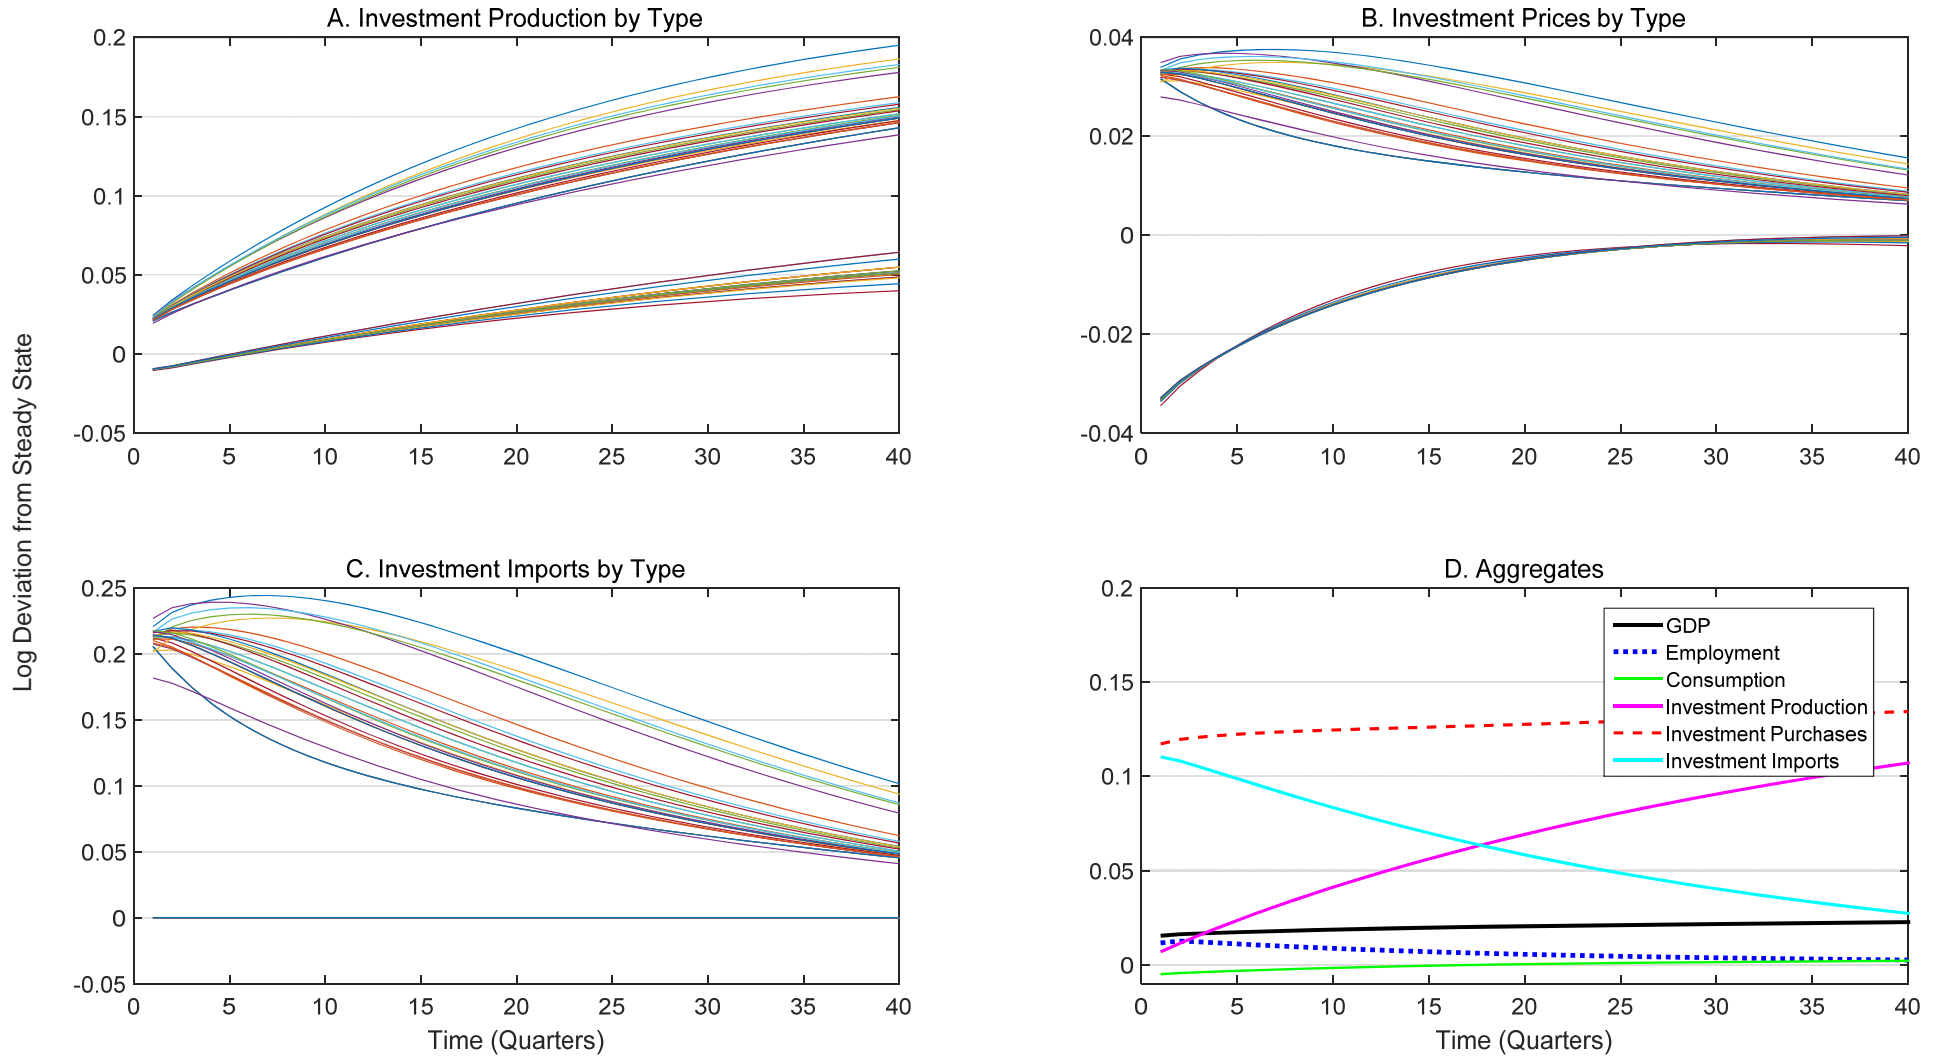 A. Investment Production by Type
0.2
0.15
0.1
0.05
0
-0.05
0 5 10 15 20 25 30 35 40
B. Investment Prices by Type
0.04
0.02
0
-0.02
-0.04
0 5 10 15 20 25 30 35 40
Log Deviation from Steady State
C. Investment Imports by Type
0.25
0.2
0.15
0.1
0.05
0
-0.05
0 5 10 15 20 25 30 35 40
Time (Quarters)
D. Aggregates
0.2
0.15
0.1
0.05
0
GDP
Employment
Consumption
Investment Production
Investment Purchases
Investment Imports
0 5 10 15 20 25 30 35 40
Time (Quarters)